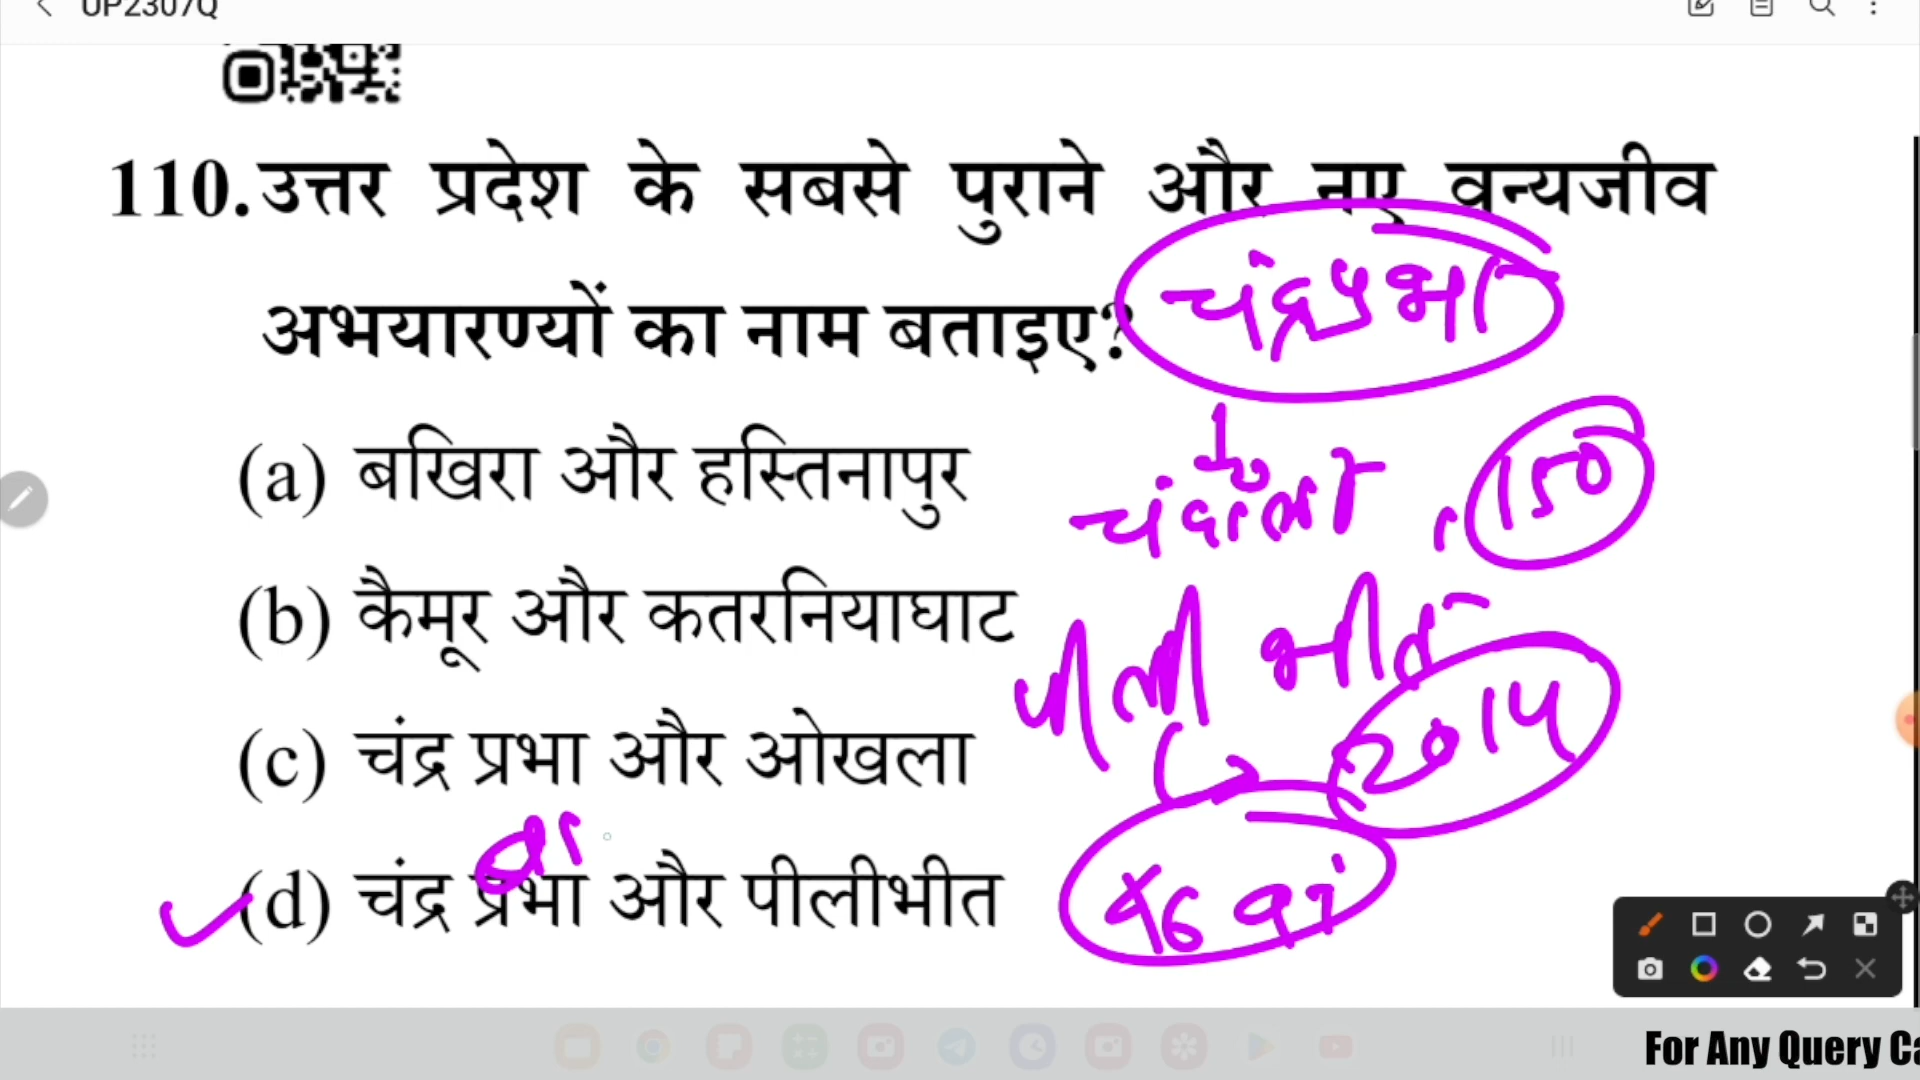 UP2307Q
110. उत्तर प्रदेश के सबसे पुराने और नए वन्यजीव
अभयारण्यों का नाम बताइए?
चंद्रप्रभा
(a) बखिरा और हस्तिनापुर
150
(b) कैमूर और कतरनियाघाट
(c) चंद्र प्रभा और ओखला
2014
(d) चंद्र प्रभा और पीलीभीत
For Any Query Ca